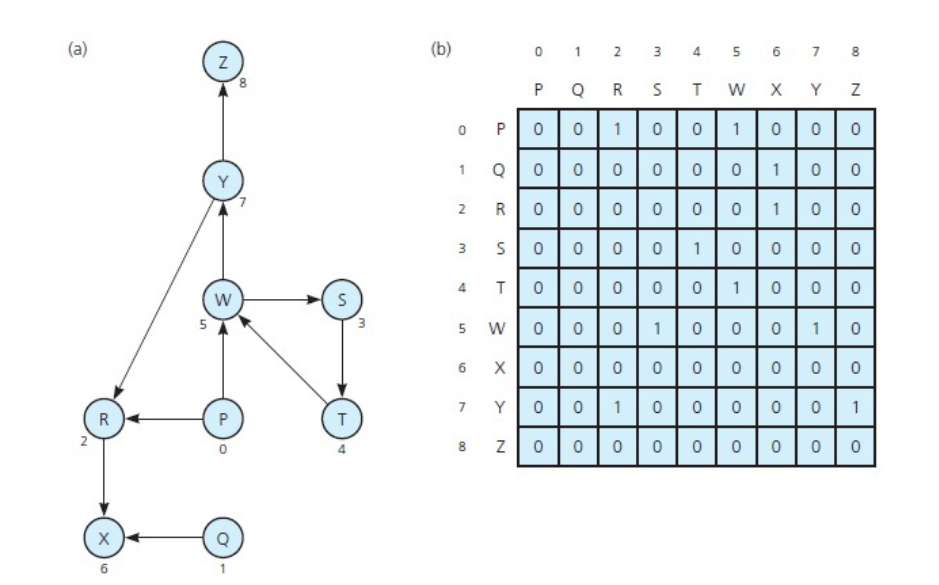 (a)
Z
8
Y
7
W
5
S
3
R
2
P
0
T
4
X
6
Q
1
(b)
0 1 2 3 4 5 6 7 8
P Q R S T W X Y Z
0 P 0 0 1 0 0 1 0 0 0
1 Q 0 0 0 0 0 0 1 0 0
2 R 0 0 0 0 0 0 1 0 0
3 S 0 0 0 0 1 0 0 0 0
4 T 0 0 0 0 0 1 0 0 0
5 W 0 0 0 1 0 0 0 1 0
6 X 0 0 0 0 0 0 0 0 0
7 Y 0 0 1 0 0 0 0 0 1
8 Z 0 0 0 0 0 0 0 0 0